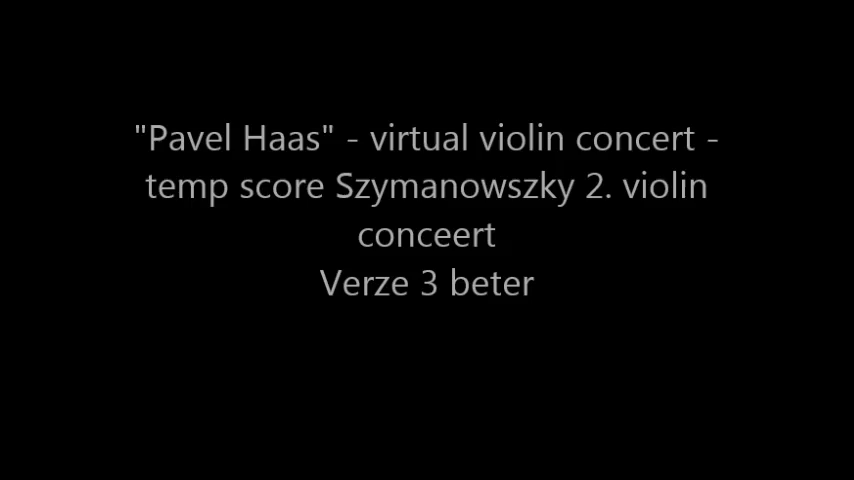 "Pavel Haas" - virtual violin concert -
temp score Szymanowszky 2. violin
conceert
Verze 3 beter